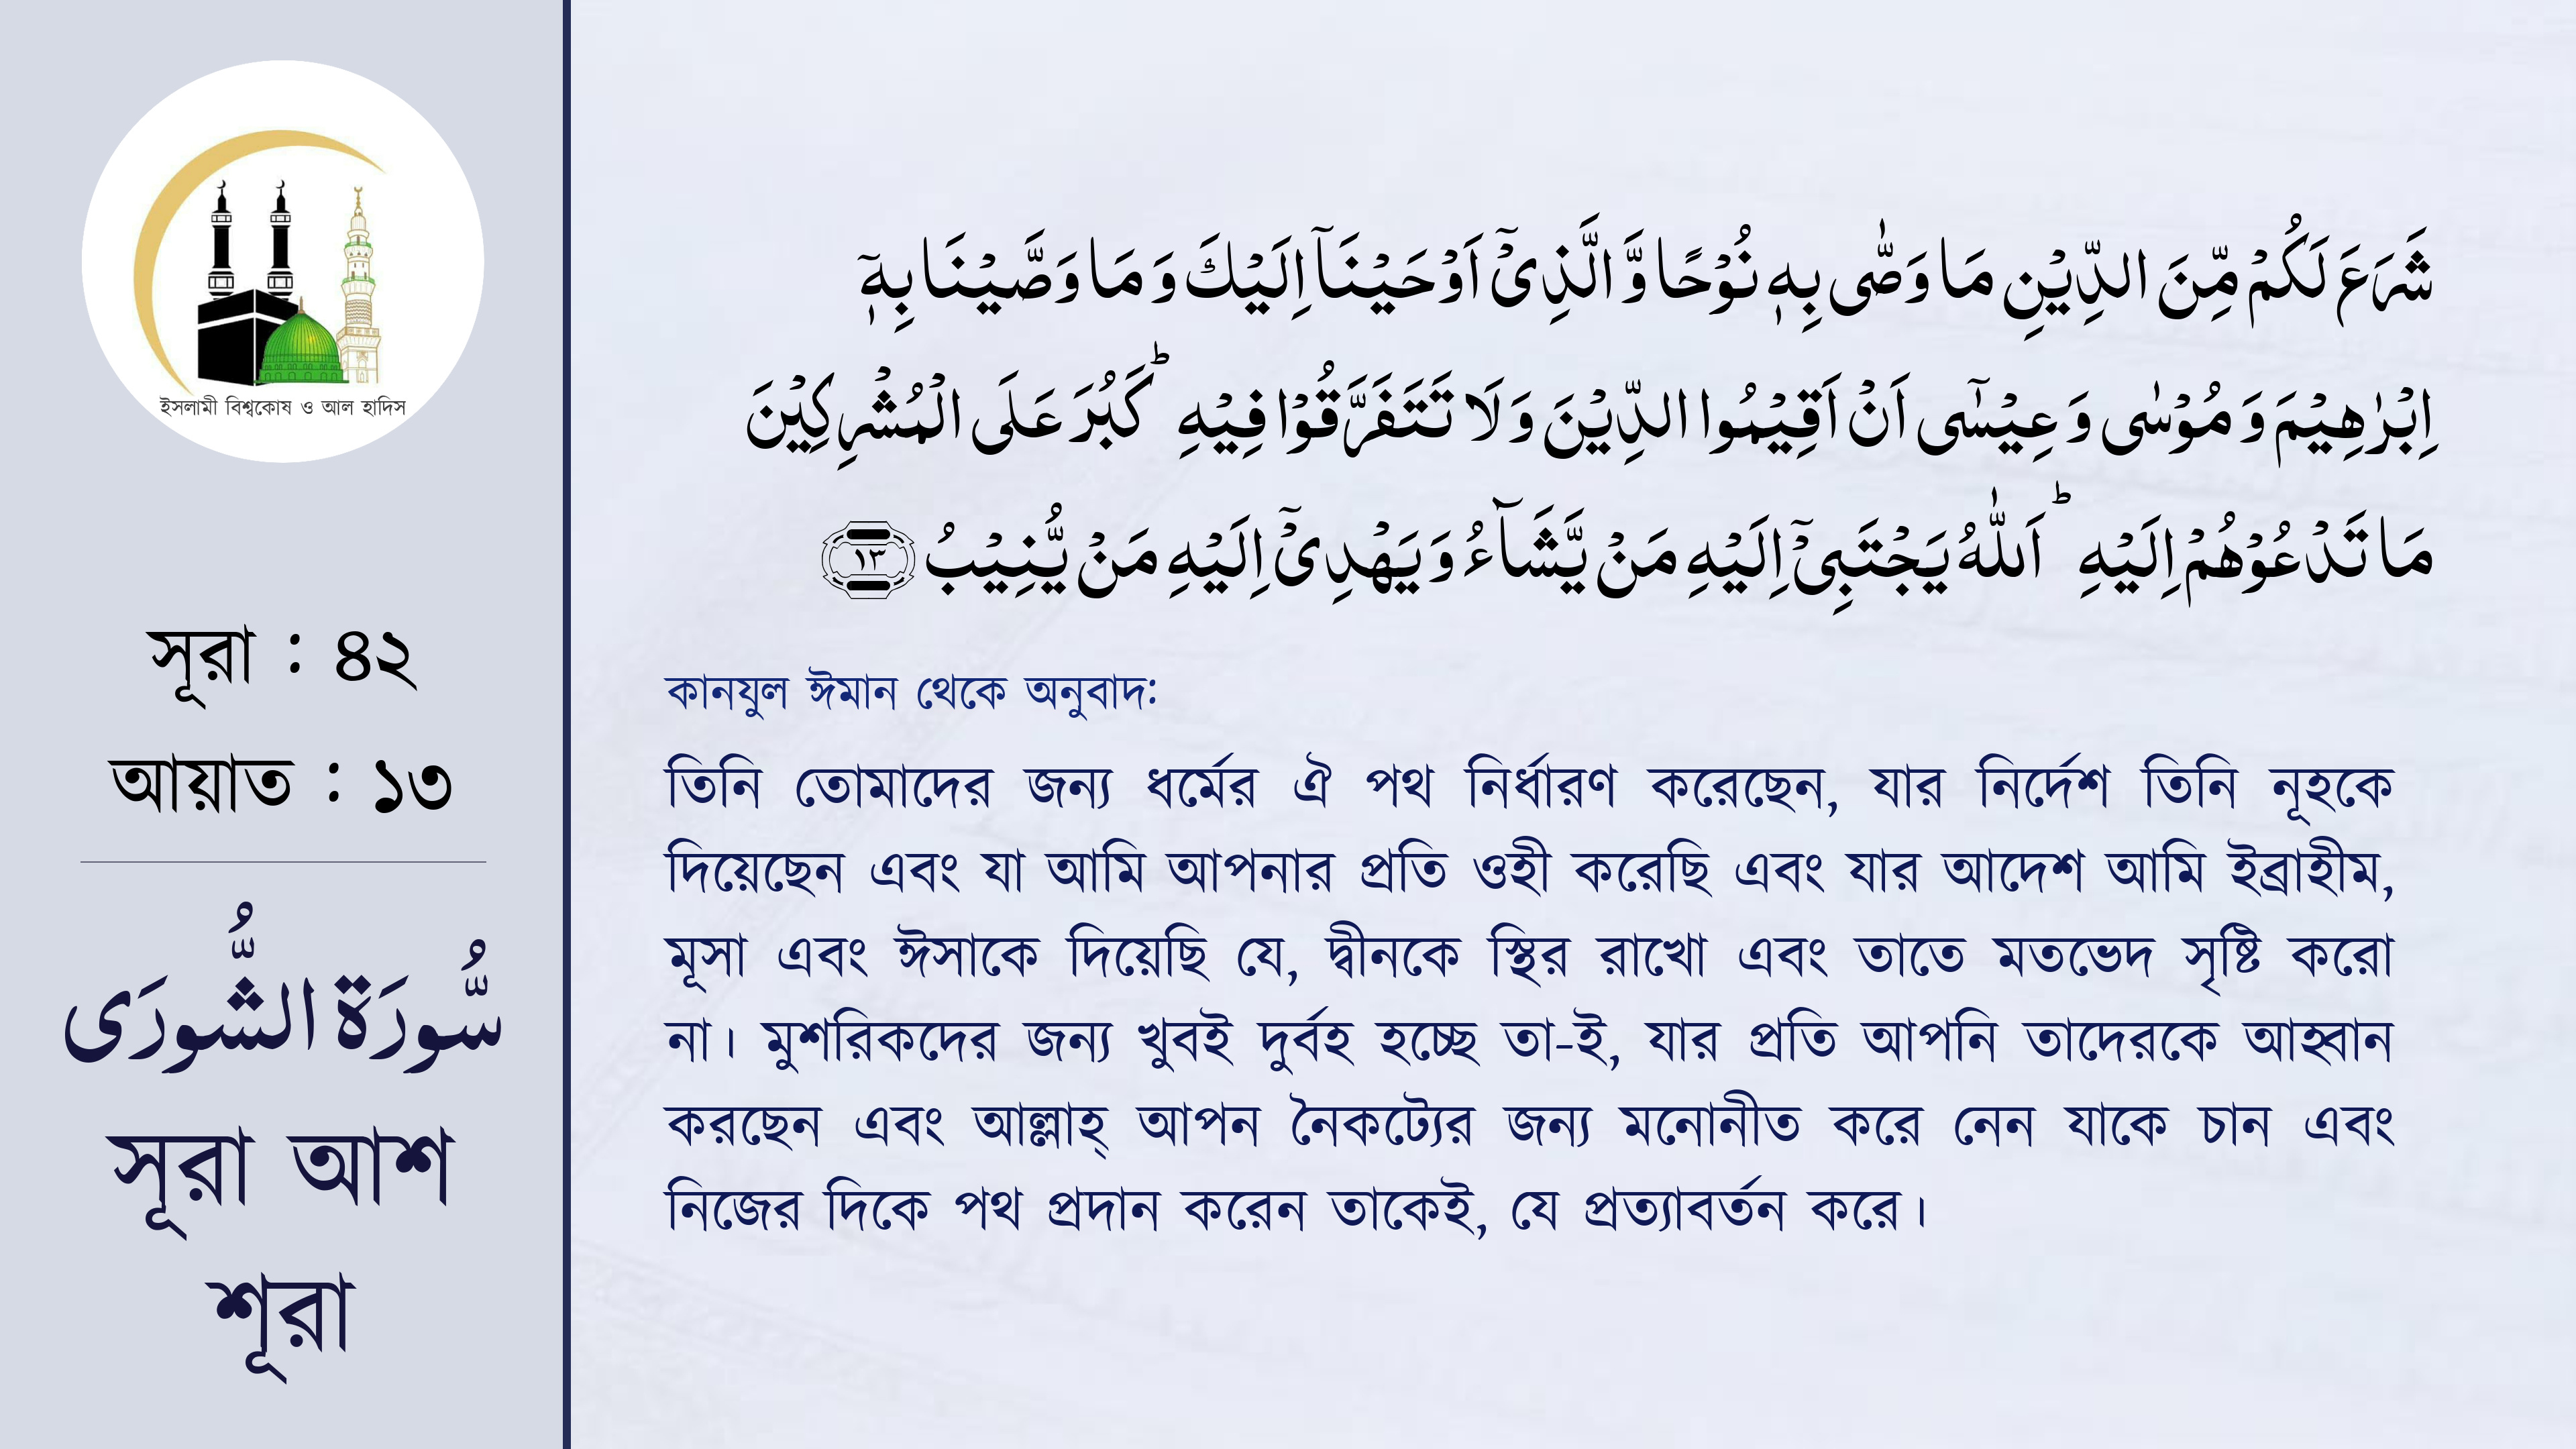 ইসলামী বিশ্বকোষ ও আল হাদিস
সূরা : ৪২
আয়াত : ১৩
سُّورَة الشُّورَى
সূরা আশ
শূরা
شَرَعَ لَكُمْ مِّنَ الدِّيْنِ مَا وَصّٰى بِهٖ نُوْحًا وَّ الَّذِیْۤ اَوْحَیْنَاۤ اِلَیْكَ وَ مَا وَصَّیْنَا بِهٖۤ
اِبْرٰهِیْمَ وَ مُوْسٰى وَ عِیْسٰۤى اَنْ اَقِیْمُوا الدِّیْنَ وَ لَا تَتَفَرَّقُوْا فِیْهِؕ كَبُرَ عَلَى الْمُشْرِكِیْنَ
مَا تَدْعُوْهُمْ اِلَیْهِؕ اَللّٰهُ یَجْتَبِیْۤ اِلَیْهِ مَنْ یَّشَآءُ وَ یَهْدِیْۤ اِلَیْهِ مَنْ یُّنِیْبُ ﴿۱۳﴾
কানযুল ঈমান থেকে অনুবাদ:
তিনি তোমাদের জন্য ধর্মের ঐ পথ নির্ধারণ করেছেন, যার নির্দেশ তিনি নূহকে
দিয়েছেন এবং যা আমি আপনার প্রতি ওহী করেছি এবং যার আদেশ আমি ইব্রাহীম,
মূসা এবং ঈসাকে দিয়েছি যে, দ্বীনকে স্থির রাখো এবং তাতে মতভেদ সৃষ্টি করো
না। মুশরিকদের জন্য খুবই দুর্বহ হচ্ছে তা-ই, যার প্রতি আপনি তাদেরকে আহ্বান
করছেন এবং আল্লাহ্ আপন নৈকট্যের জন্য মনোনীত করে নেন যাকে চান এবং
নিজের দিকে পথ প্রদান করেন তাকেই, যে প্রত্যাবর্তন করে।